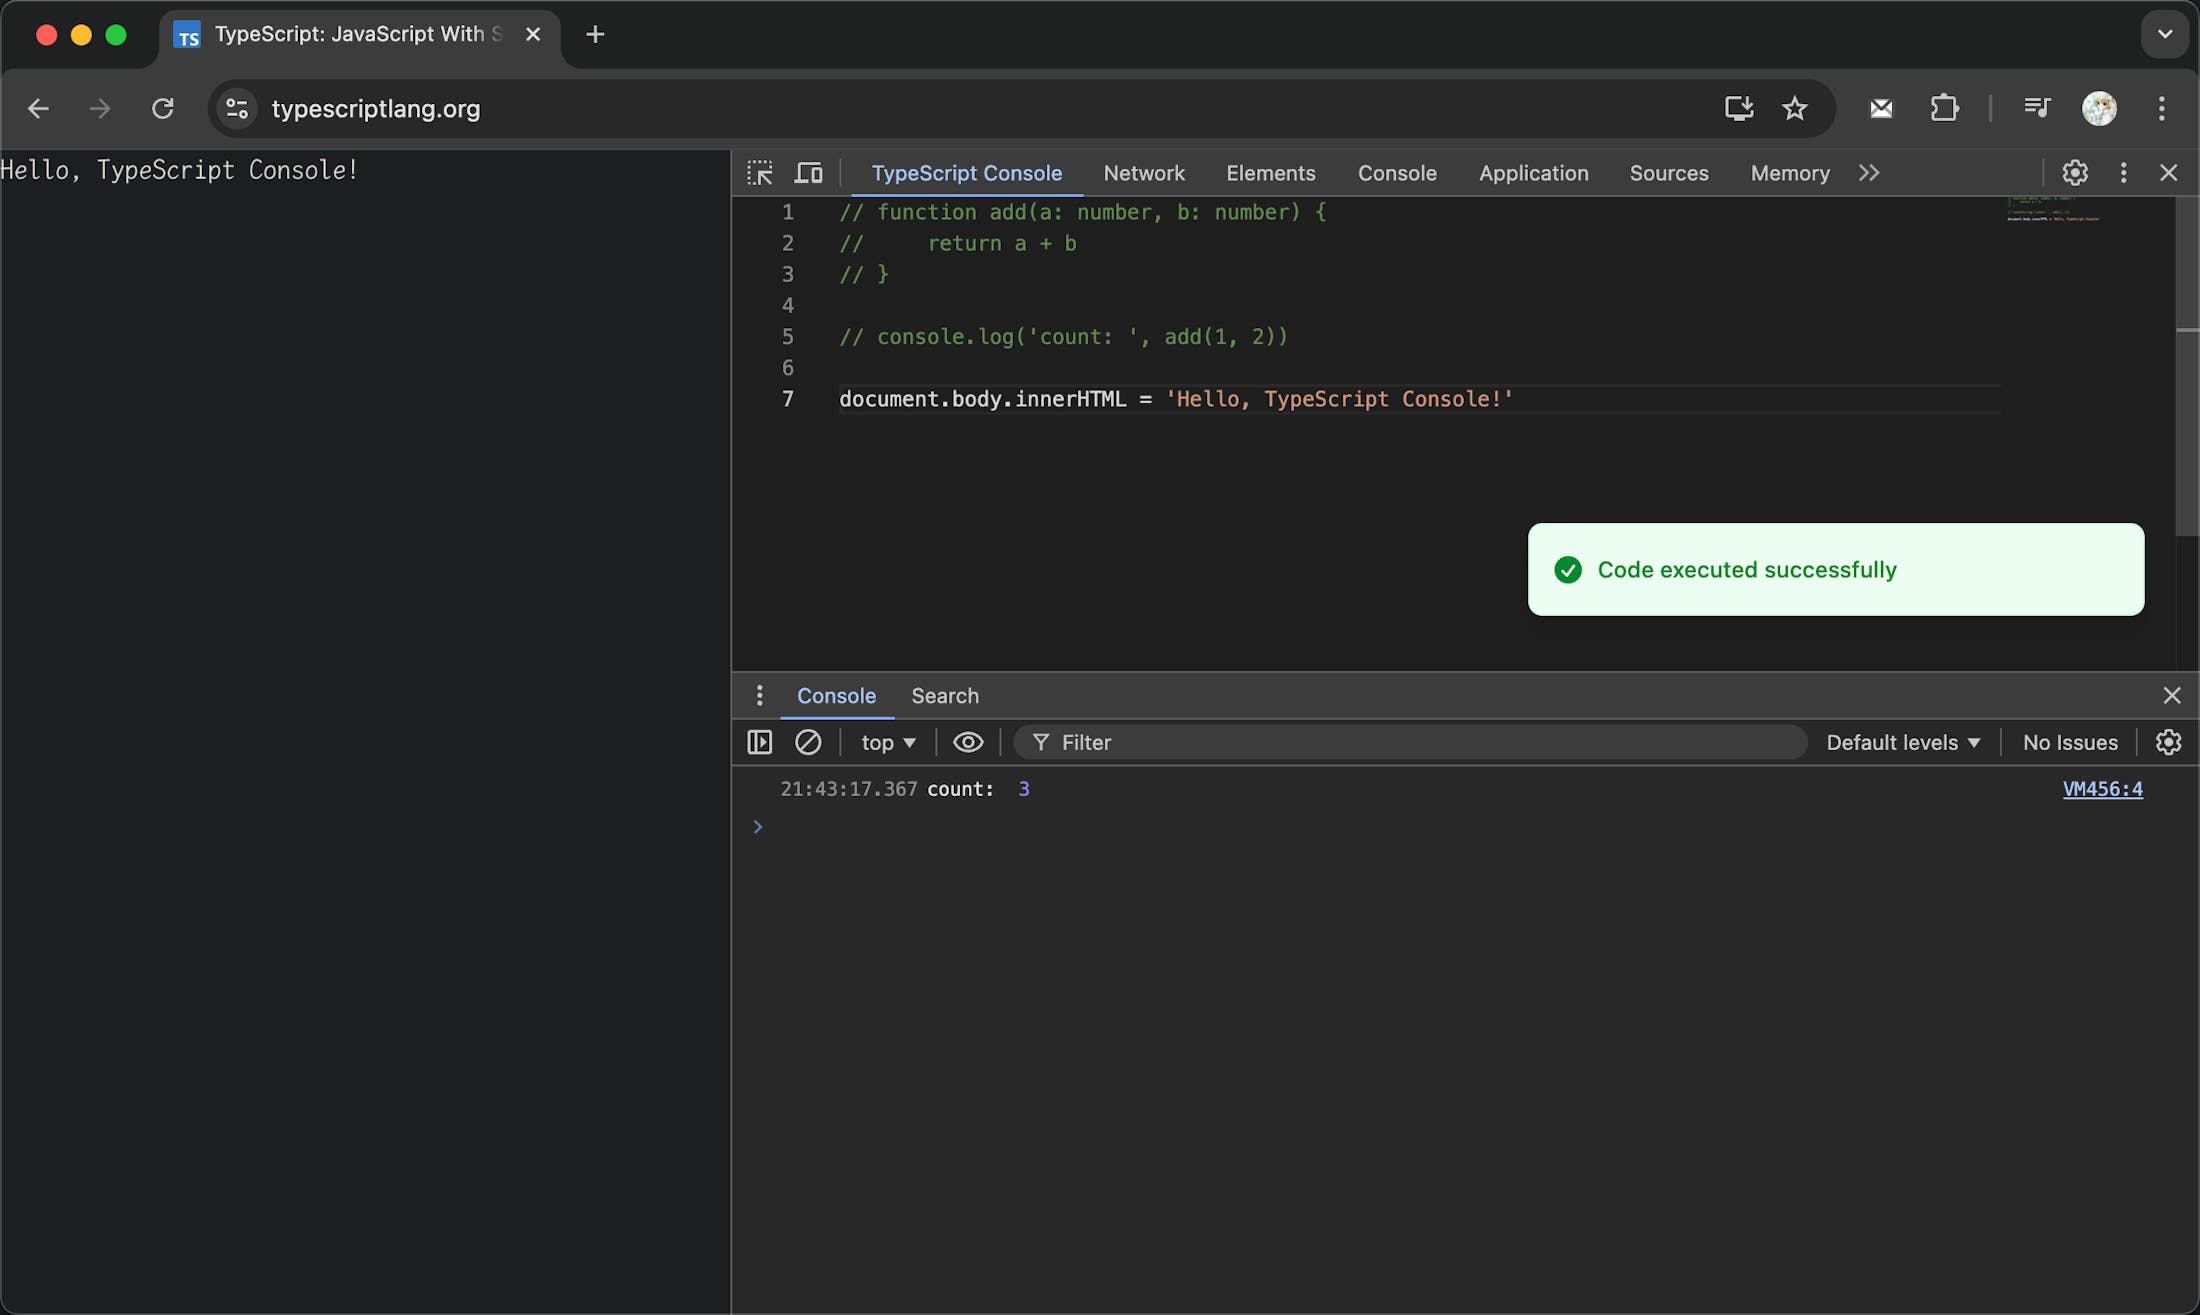 TS TypeScript: JavaScript With S
typescriptlang.org
Hello, TypeScript Console!
TypeScript Console Network Elements Console Application Sources Memory
1 // function add(a: number, b: number) {
2 //     return a + b
3 // }
4
5 // console.log('count: ', add(1, 2))
6
7 document.body.innerHTML = 'Hello, TypeScript Console!'
Code executed successfully
Console Search
top Filter Default levels No Issues
21:43:17.367 count:  3 VM456:4